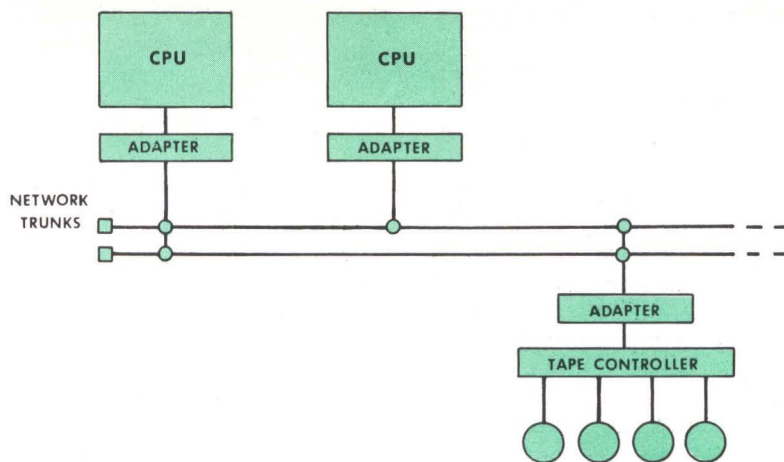 CPU
CPU
ADAPTER
ADAPTER
NETWORK
TRUNKS
ADAPTER
TAPE CONTROLLER